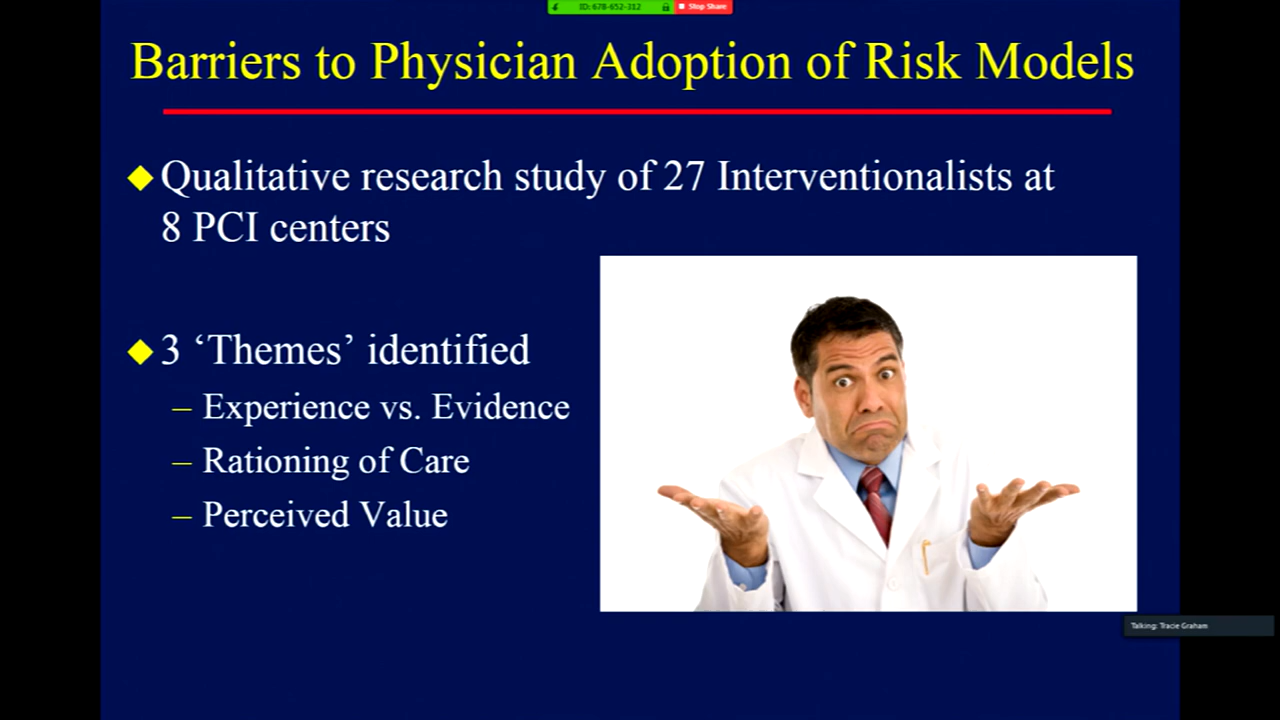 ID: 678-652-312
Stop Share
Barriers to Physician Adoption of Risk Models
Qualitative research study of 27 Interventionalists at
8 PCI centers
3 ‘Themes’ identified
– Experience vs. Evidence
– Rationing of Care
– Perceived Value
Talking: Tracie Graham